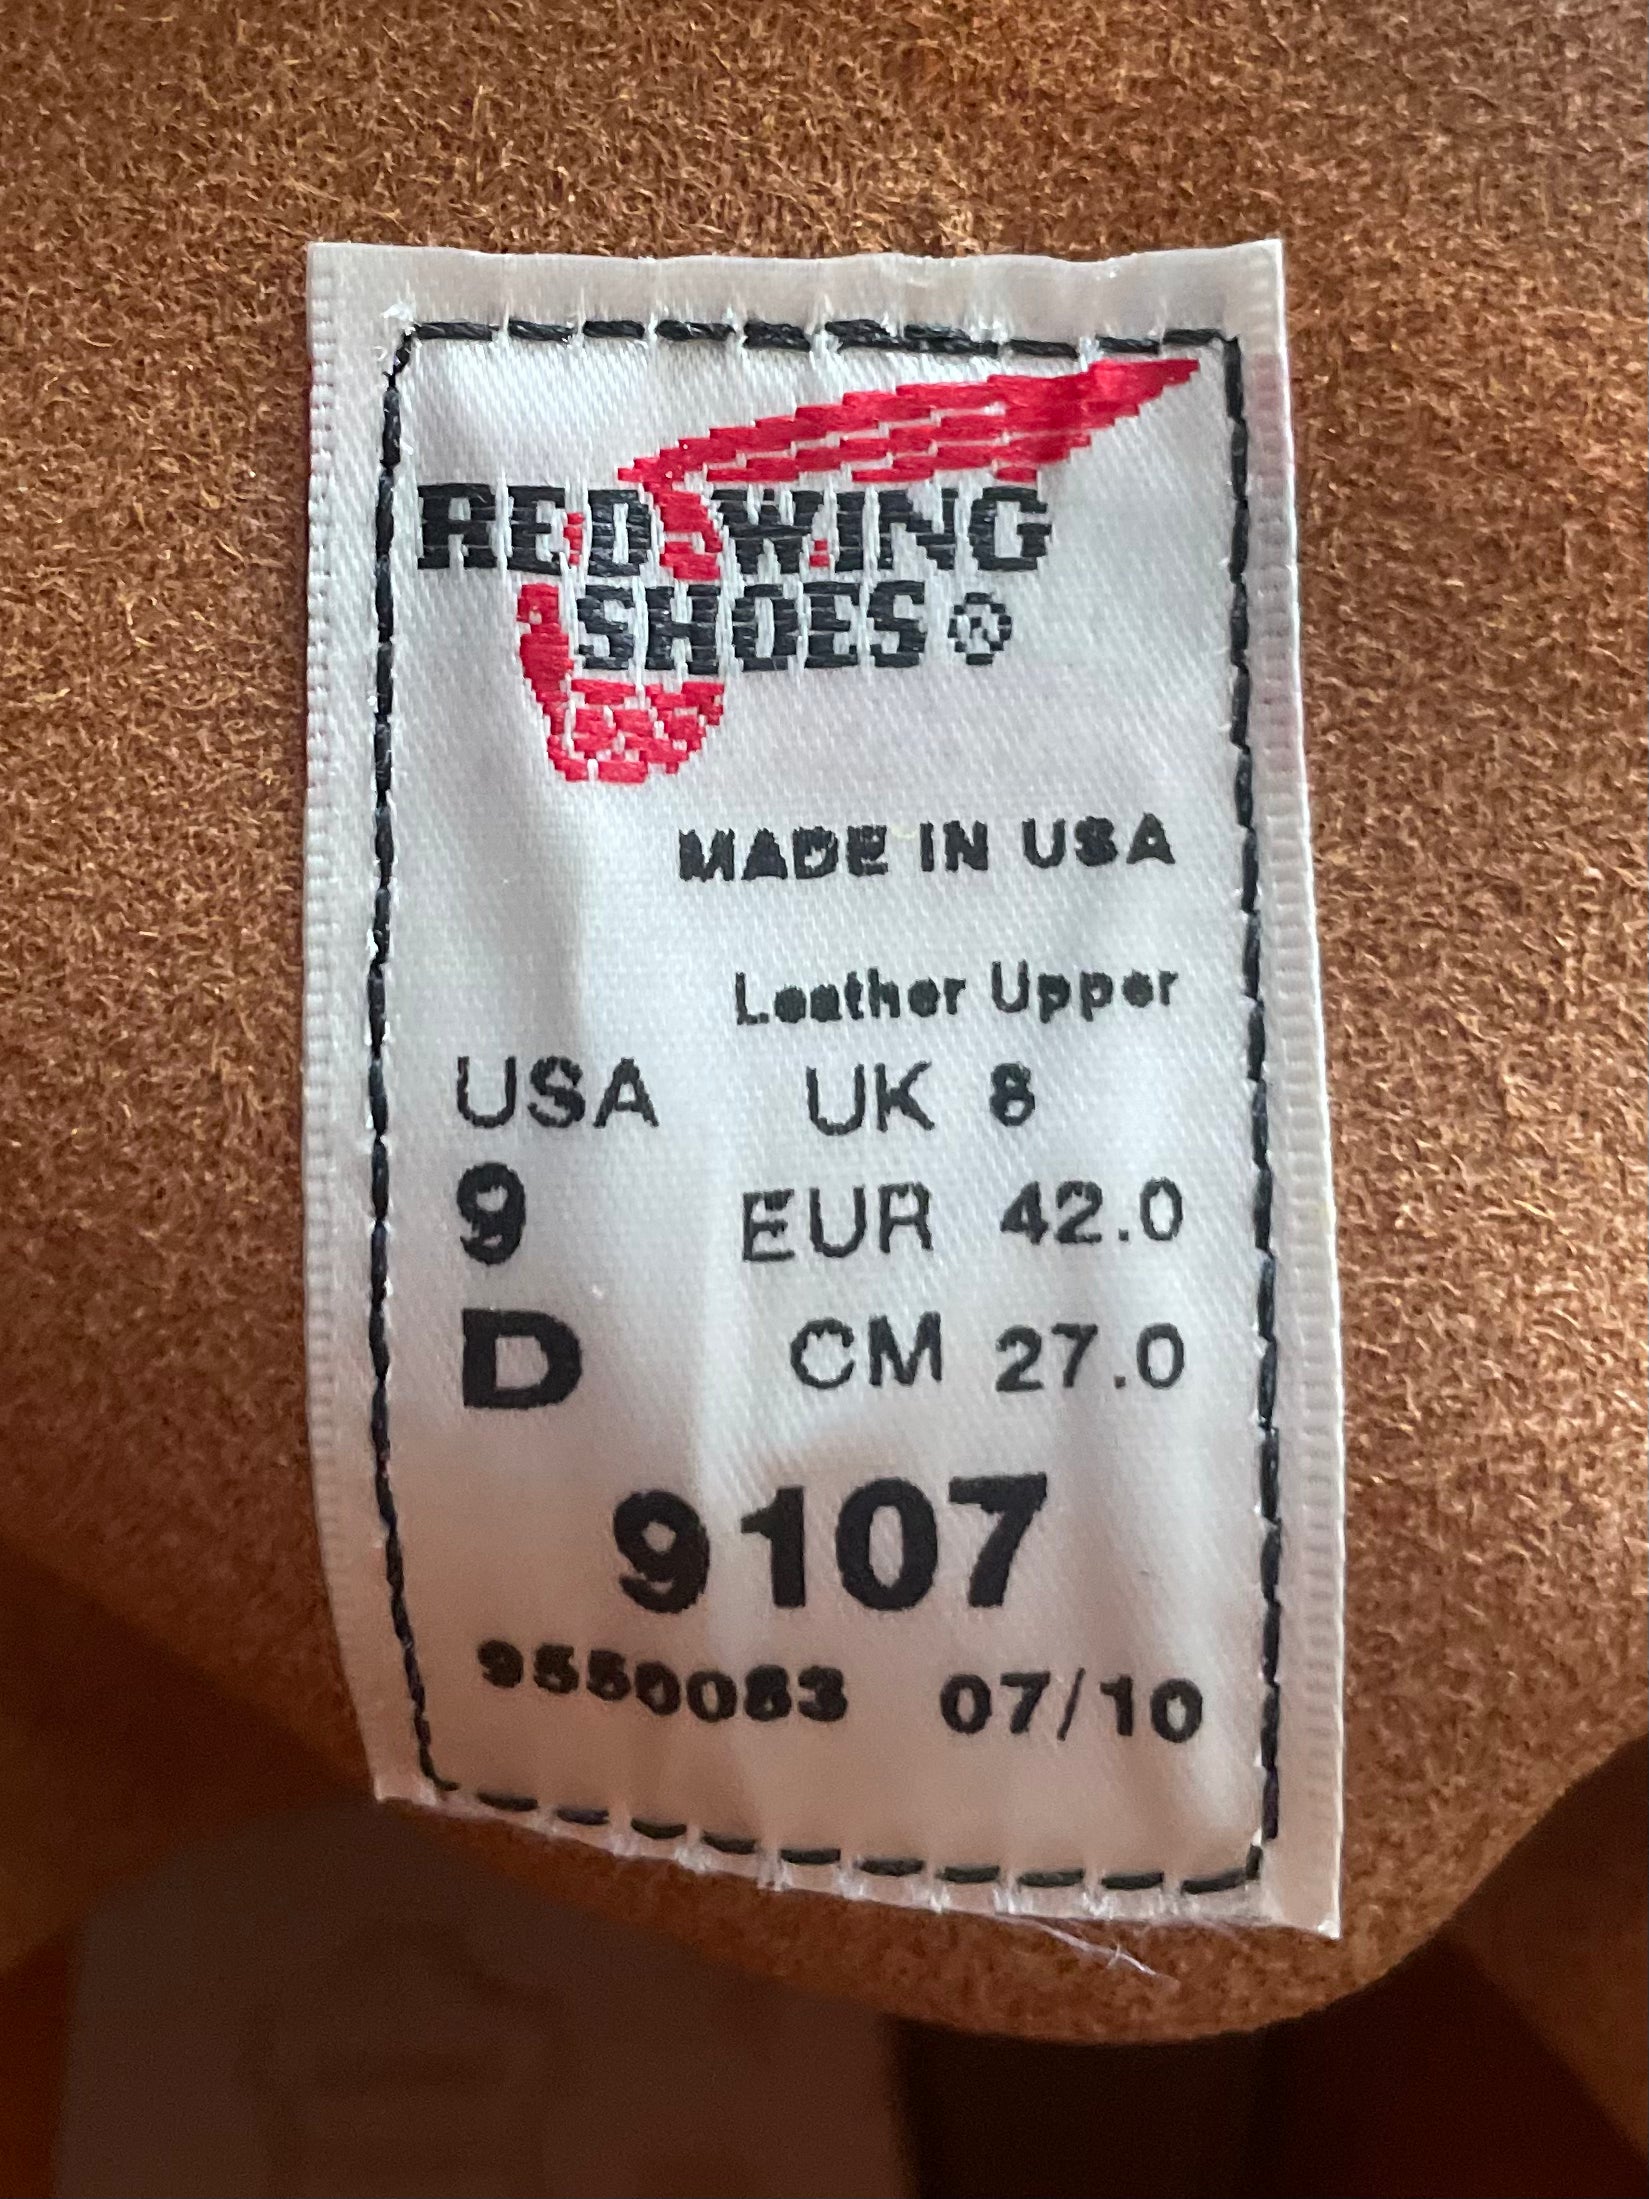 RED WING
SHOES®
MADE IN USA
Leather Upper
USA UK 8
9 EUR 42.0
D CM 27.0
9107
9550083 07/10